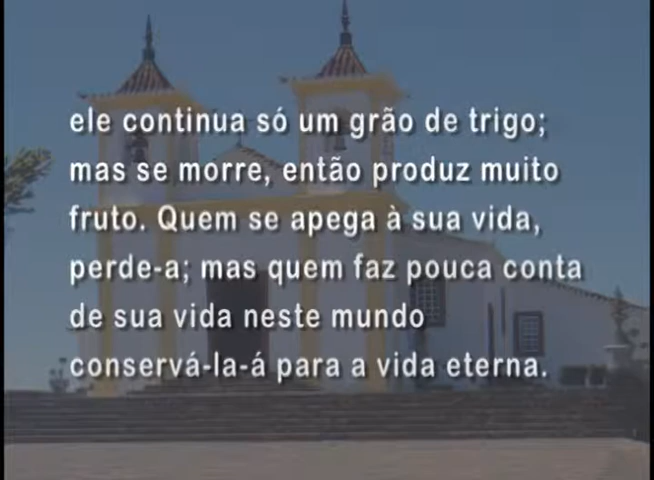 ele continua só um grão de trigo;
mas se morre, então produz muito
fruto. Quem se apega à sua vida,
perde-a; mas quem faz pouca conta
de sua vida neste mundo
conservá-la-á para a vida eterna.